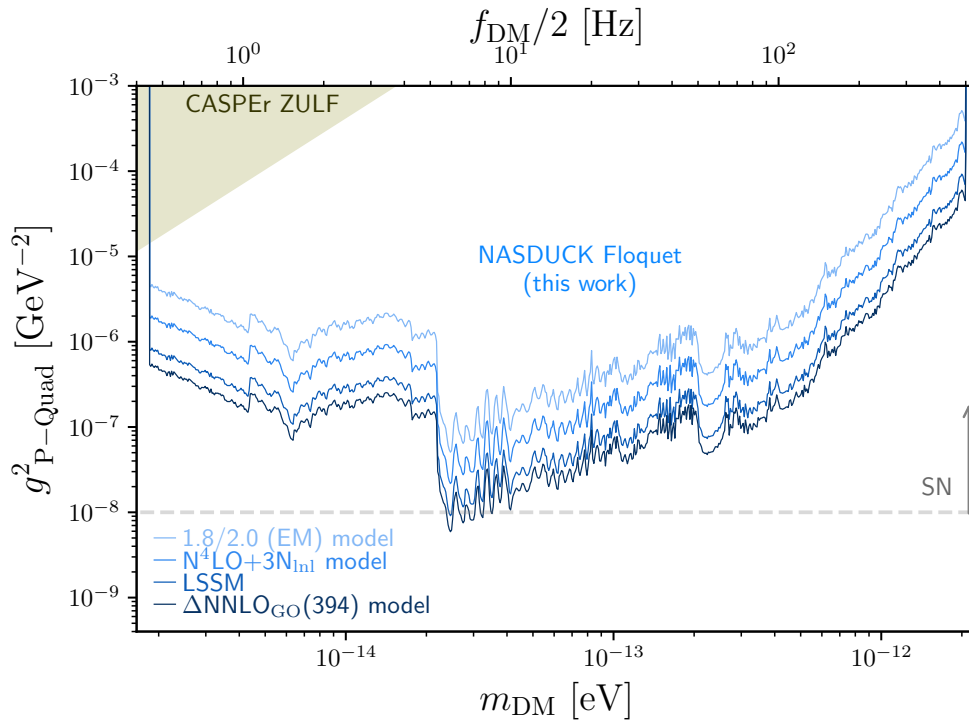 f_DM/2 [Hz]
10^0 10^1 10^2
10^-3
10^-4
10^-5
10^-6
10^-7
10^-8
10^-9
g^2_P−Quad [GeV^-2]
CASPEr ZULF
NASDUCK Floquet
(this work)
SN
1.8/2.0 (EM) model
N^4LO+3N_lnl model
LSSM
ΔNNLO_GO(394) model
10^-14 10^-13 10^-12
m_DM [eV]